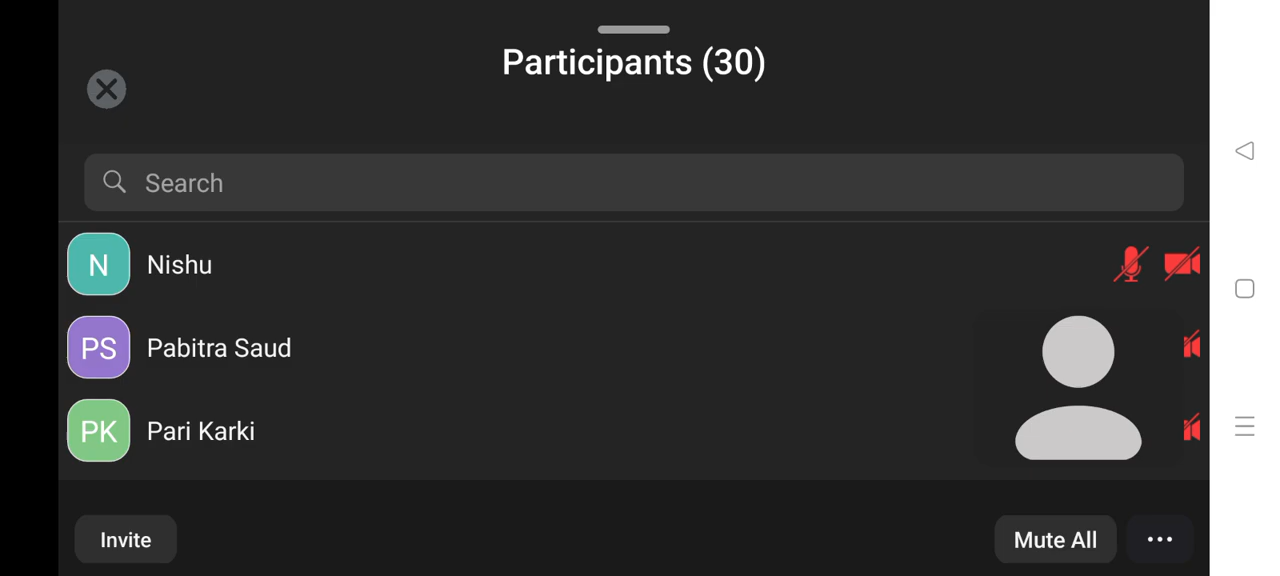 Participants (30)
Search
N Nishu
PS Pabitra Saud
PK Pari Karki
Invite Mute All ...